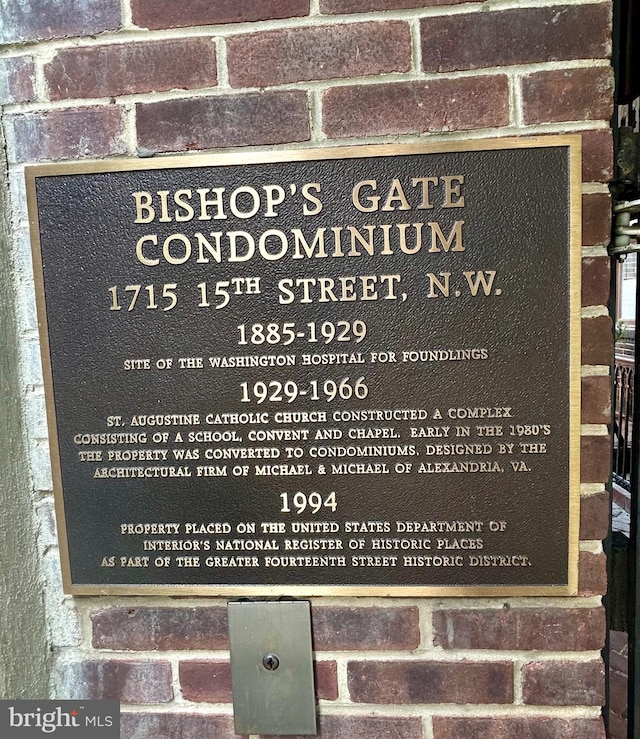 BISHOP'S GATE
CONDOMINIUM
1715 15TH STREET, N.W.
1885-1929
SITE OF THE WASHINGTON HOSPITAL FOR FOUNDLINGS
1929-1966
ST. AUGUSTINE CATHOLIC CHURCH CONSTRUCTED A COMPLEX
CONSISTING OF A SCHOOL, CONVENT AND CHAPEL. EARLY IN THE 1980'S
THE PROPERTY WAS CONVERTED TO CONDOMINIUMS, DESIGNED BY THE
ARCHITECTURAL FIRM OF MICHAEL & MICHAEL OF ALEXANDRIA, VA.
1994
PROPERTY PLACED ON THE UNITED STATES DEPARTMENT OF
INTERIOR'S NATIONAL REGISTER OF HISTORIC PLACES
AS PART OF THE GREATER FOURTEENTH STREET HISTORIC DISTRICT.
bright MLS